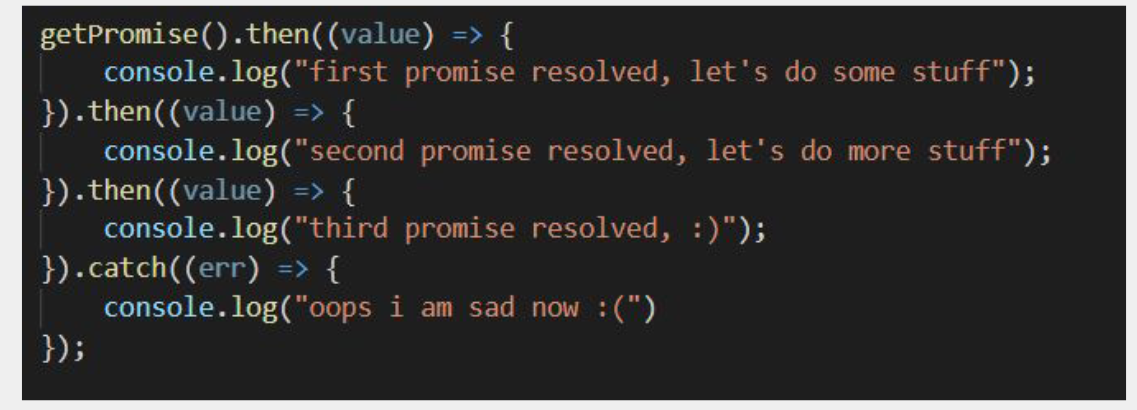 getPromise().then((value) => {
    console.log("first promise resolved, let's do some stuff");
}).then((value) => {
    console.log("second promise resolved, let's do more stuff");
}).then((value) => {
    console.log("third promise resolved, :)");
}).catch((err) => {
    console.log("oops i am sad now :(")
});